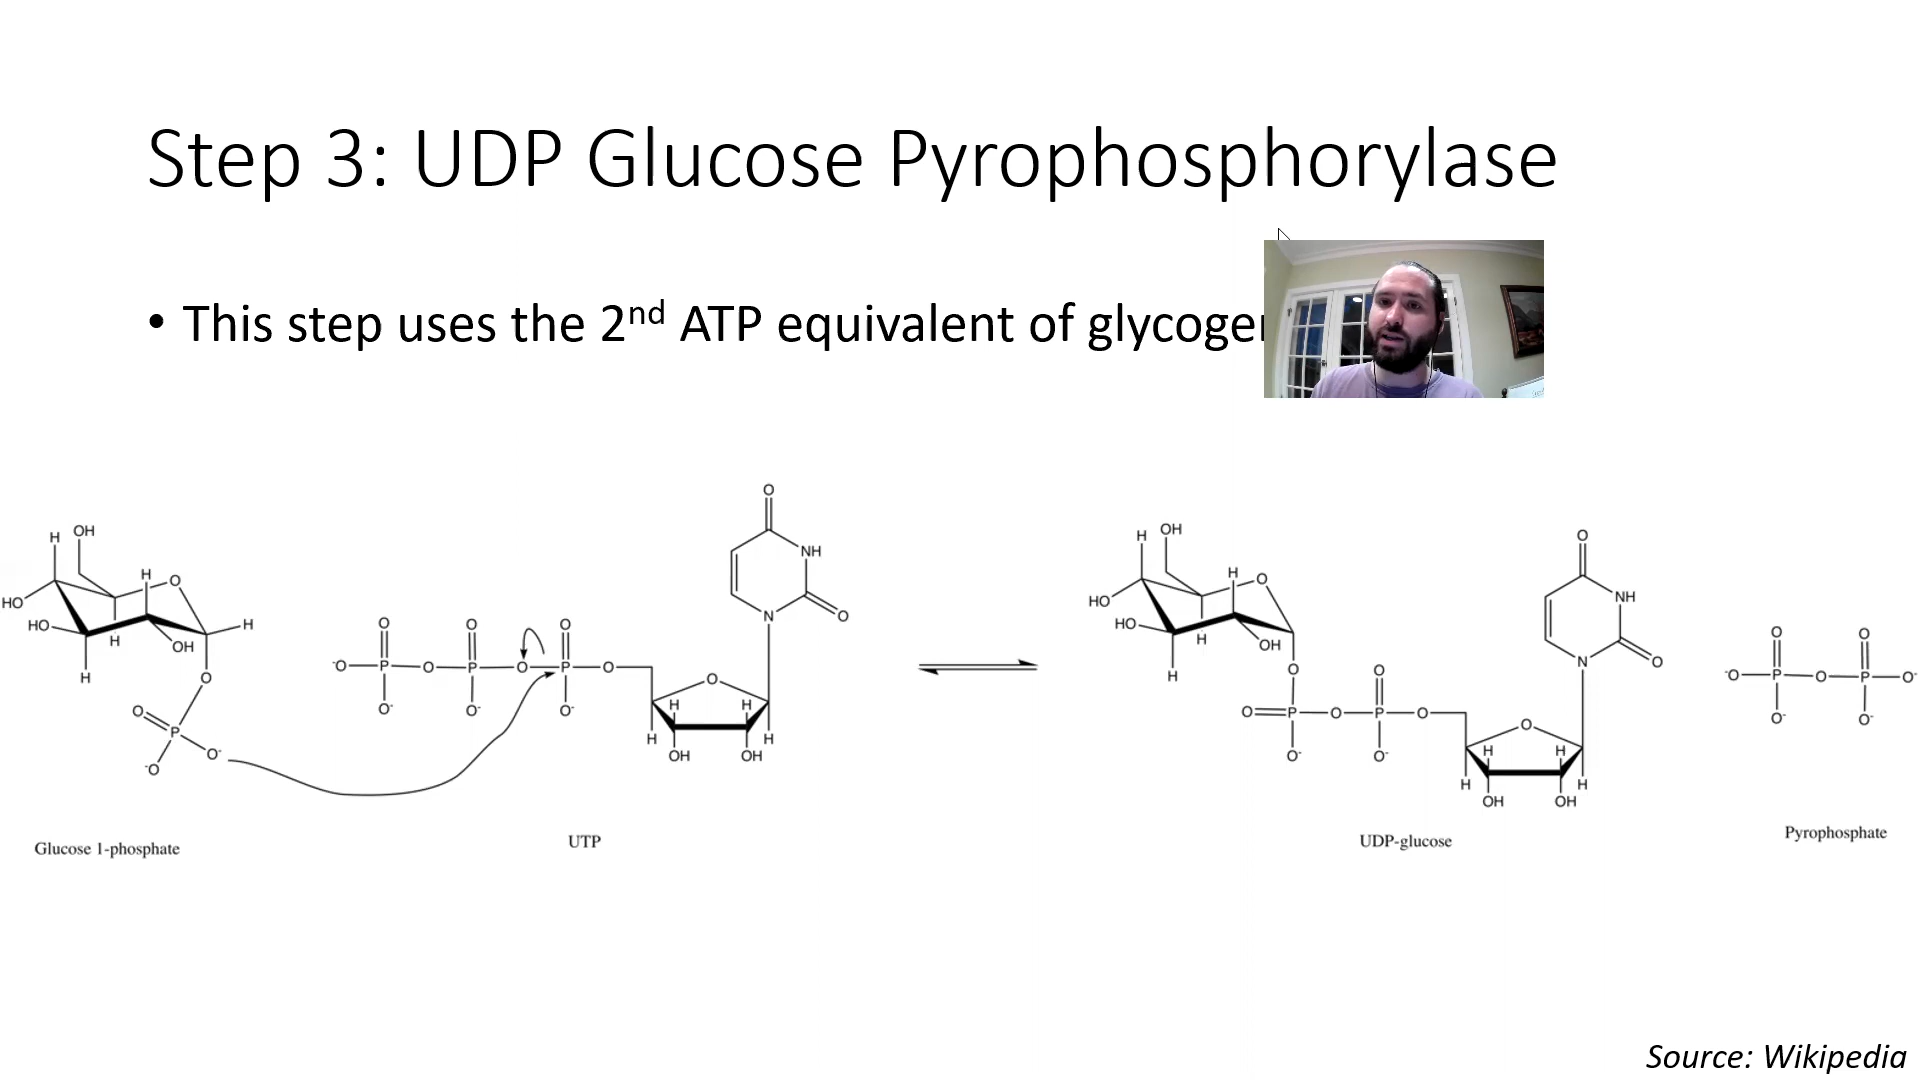 Step 3: UDP Glucose Pyrophosphorylase
• This step uses the 2nd ATP equivalent of
H OH
HO
HO
H
H
OH
O
H
H
O
O
P
O-
-O
Glucose 1-phosphate
O O O
-O P O P O P O
O- O- O-
O
NH
N O
O
H H
H H
OH OH
UTP
H OH
HO
HO
H
H
OH
O
H
O
O P O P O
O
O- O-
O
NH
N O
O
H H
H H
OH OH
UDP-glucose
O O
-O P O P O-
O- O-
Pyrophosphate
Source: Wikipedia